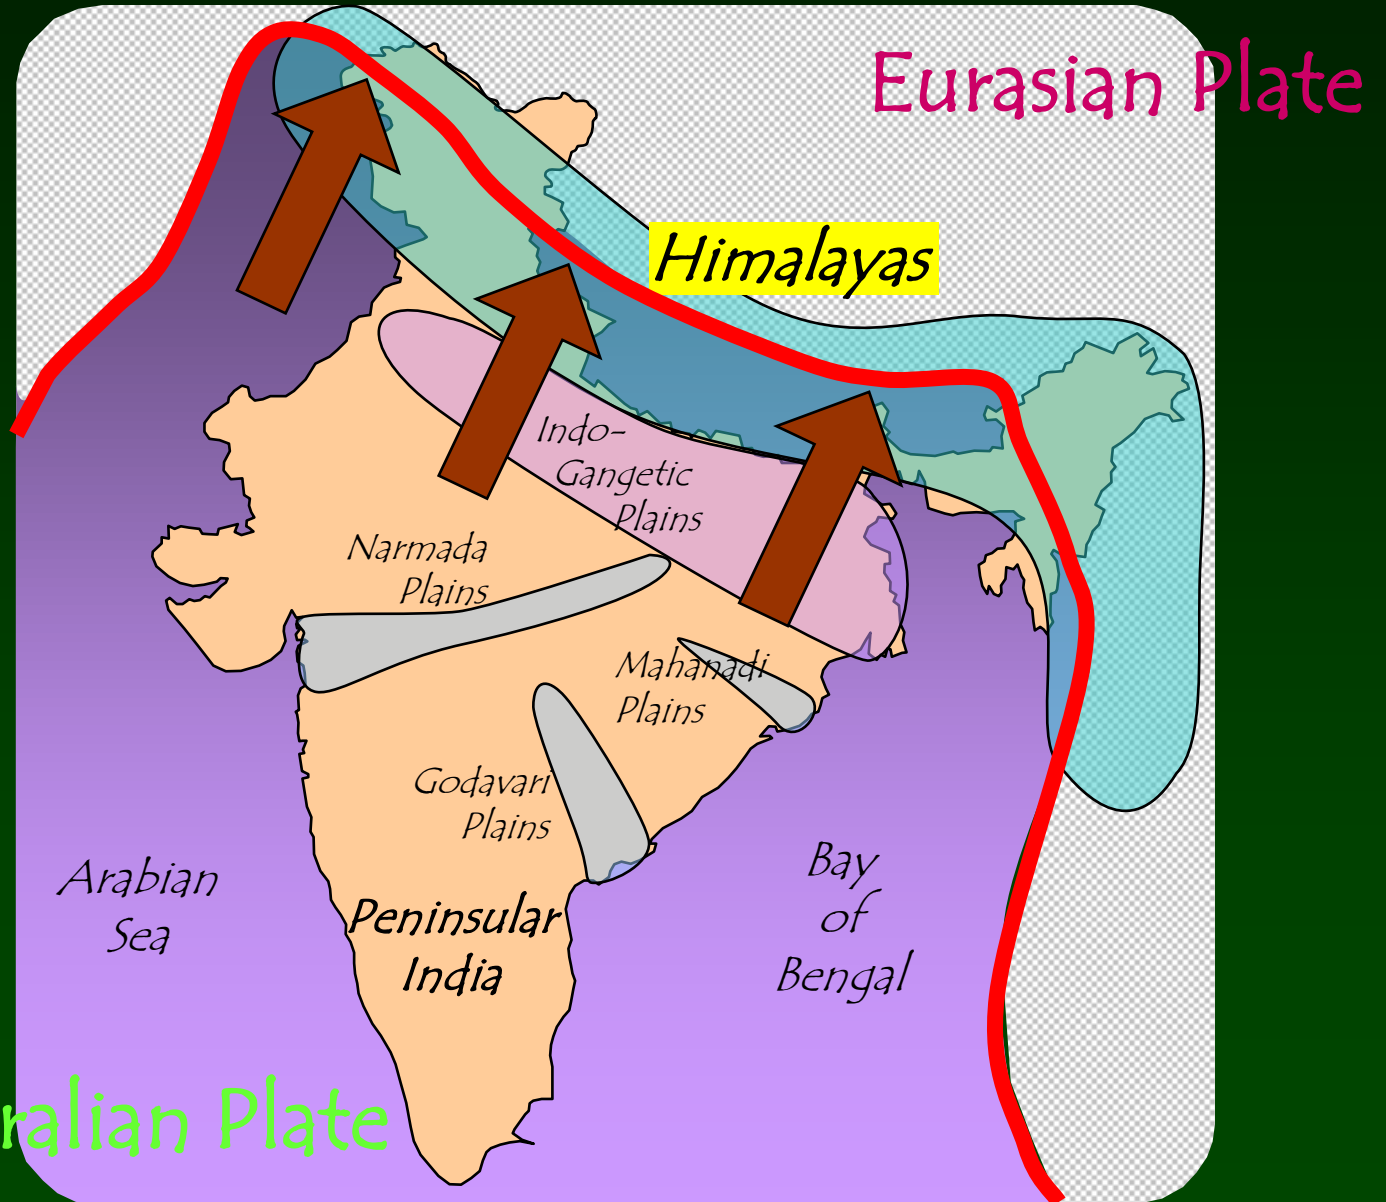 Eurasian Plate
Himalayas
Indo-
Gangetic
Plains
Narmada
Plains
Mahanadi
Plains
Godavari
Plains
Arabian
Sea
Peninsular
India
Bay
of
Bengal
ralian Plate